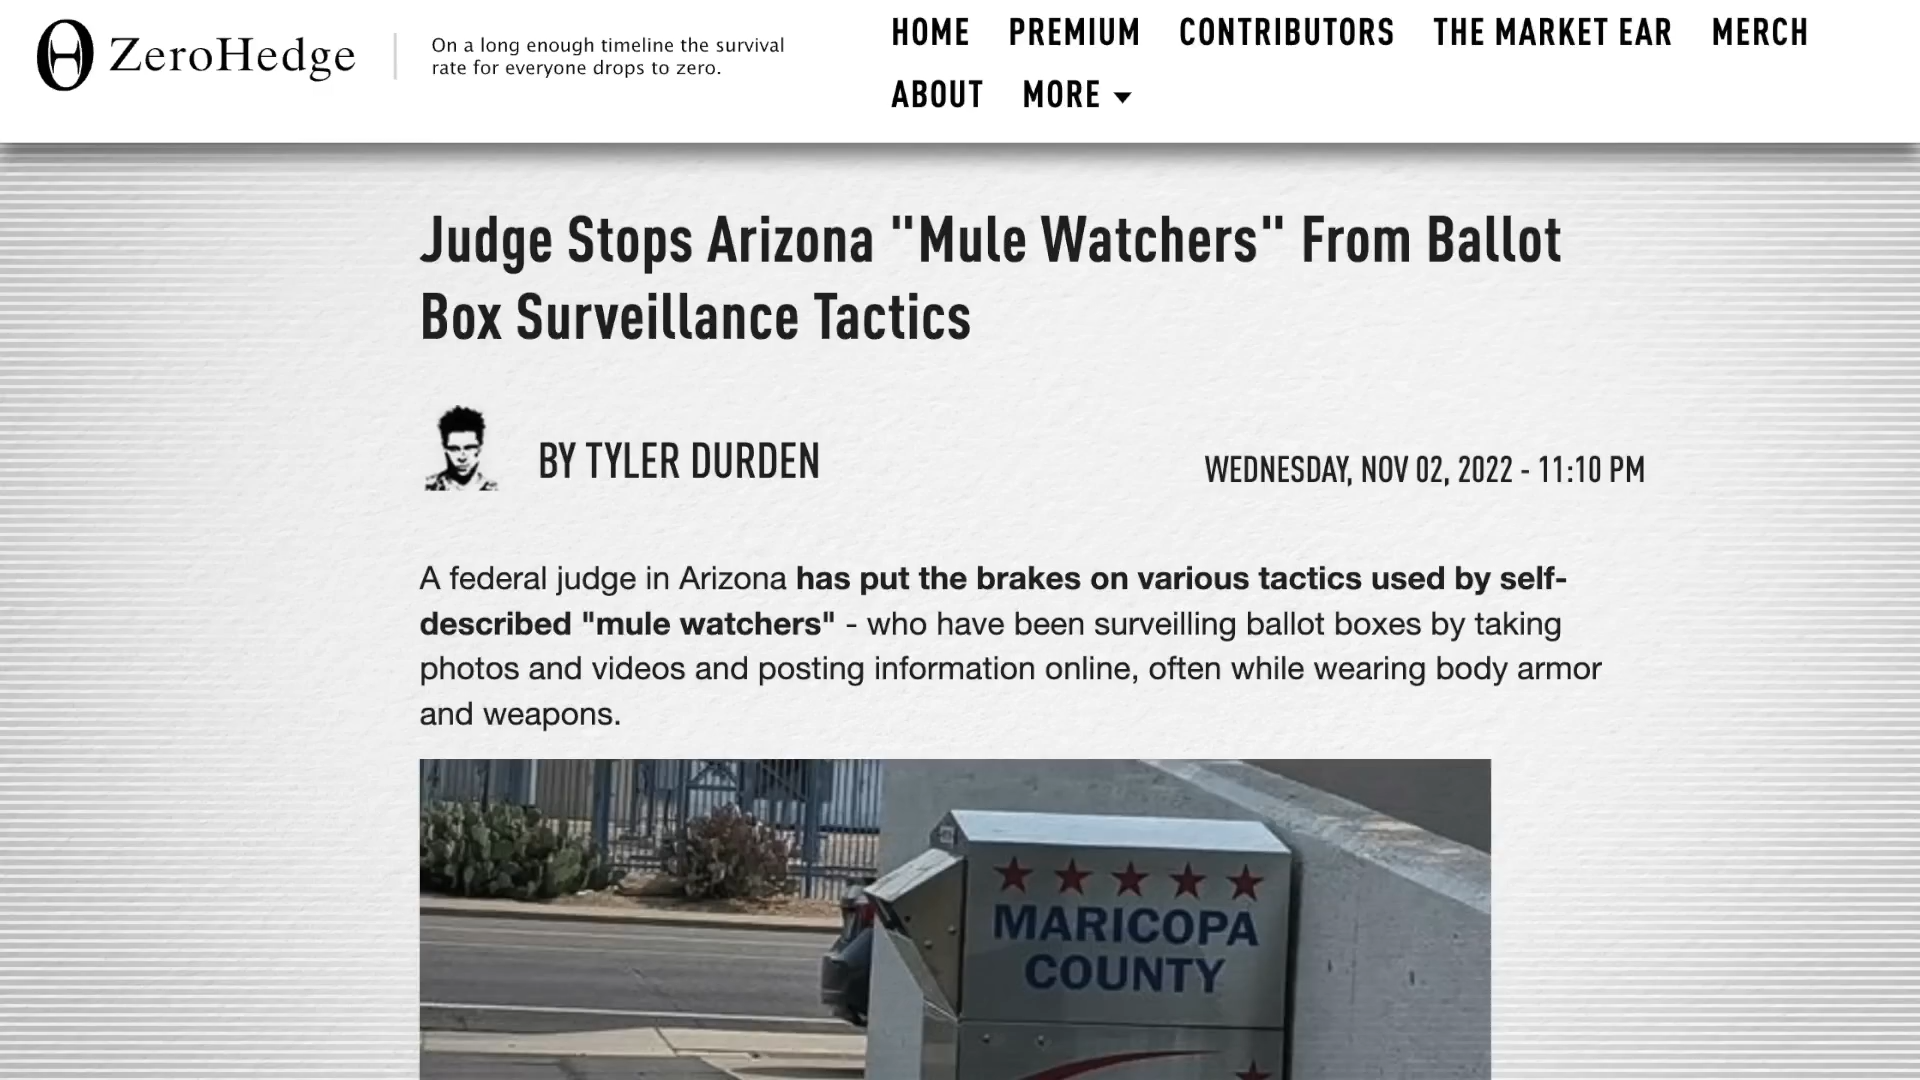 ZeroHedge
On a long enough timeline the survival
rate for everyone drops to zero.
HOME PREMIUM CONTRIBUTORS THE MARKET EAR MERCH
ABOUT MORE
Judge Stops Arizona "Mule Watchers" From Ballot
Box Surveillance Tactics
BY TYLER DURDEN
WEDNESDAY, NOV 02, 2022 - 11:10 PM
A federal judge in Arizona has put the brakes on various tactics used by self-
described "mule watchers" - who have been surveilling ballot boxes by taking
photos and videos and posting information online, often while wearing body armor
and weapons.
MARICOPA
COUNTY